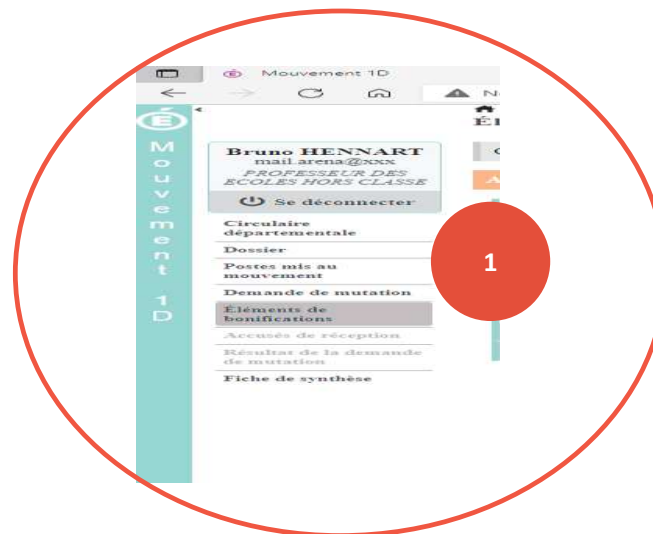 Mouvement 1D
É
Mouvement 1D
Bruno HENNART
mail.arena@xxx
PROFESSEUR DES
ECOLES HORS CLASSE
Se déconnecter
Circulaire
départementale
Dossier
Postes mis au
mouvement
Demande de mutation
Éléments de
bonifications
Accusés de réception
Résultat de la demande
de mutation
Fiche de synthèse
1